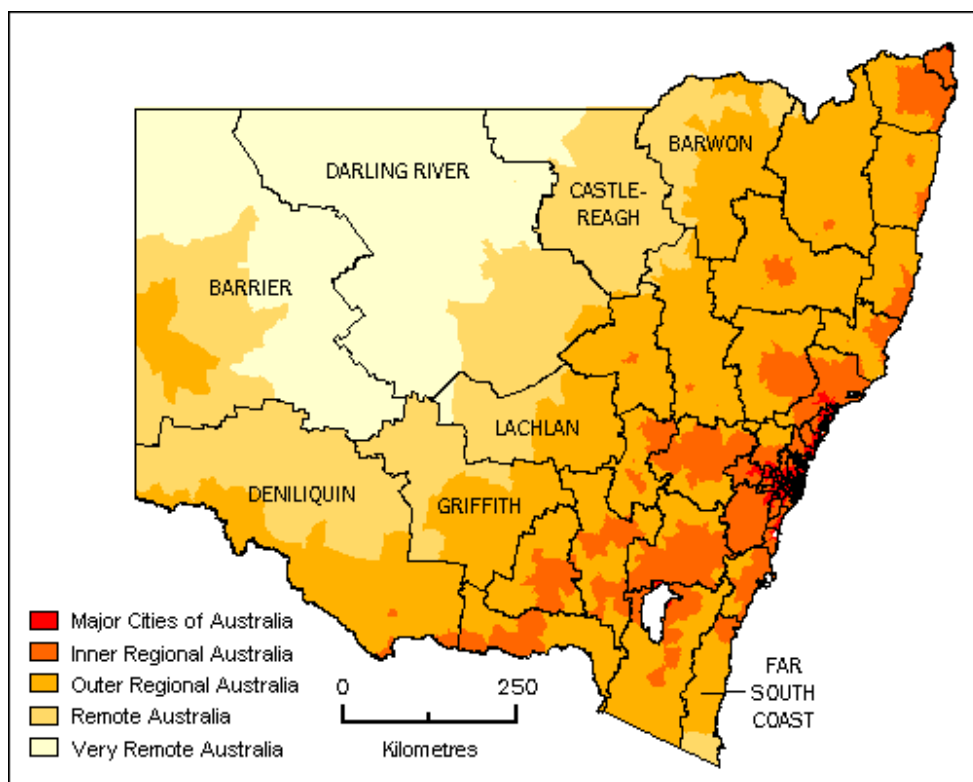 BARWON
DARLING RIVER
CASTLE-
REAGH
BARRIER
LACHLAN
DENILIQUIN
GRIFFITH
Major Cities of Australia
Inner Regional Australia
Outer Regional Australia
Remote Australia
Very Remote Australia
0 250
Kilometres
FAR
SOUTH
COAST